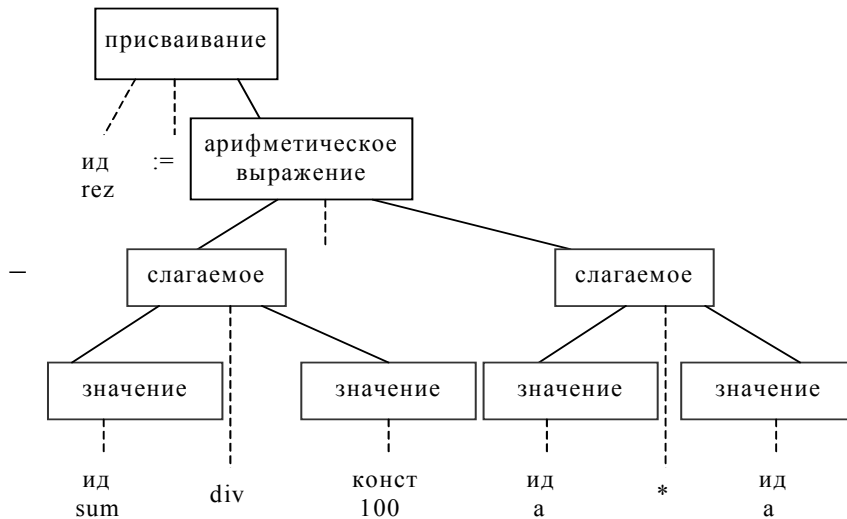 присваивание
арифметическое
выражение
ид
rez
:=
–
слагаемое
слагаемое
значение
значение
значение
значение
ид
sum
div
конст
100
ид
a
*
ид
a